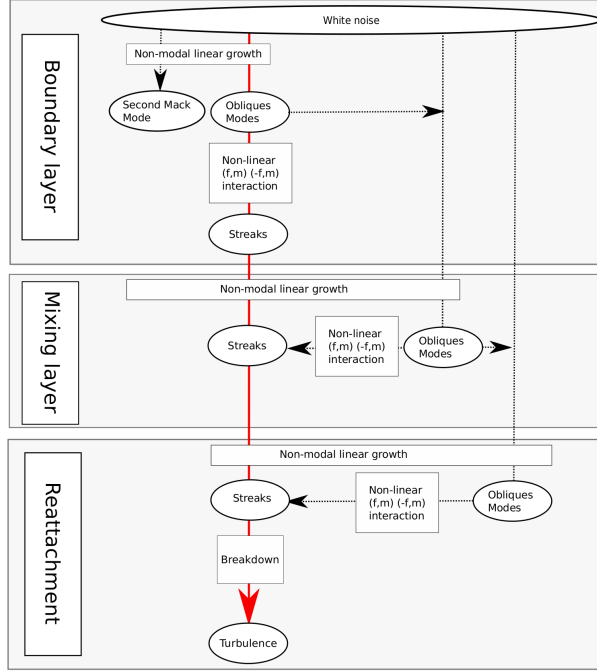 White noise
Boundary layer
Non-modal linear growth
Second Mack
Mode
Obliques
Modes
Non-linear
(f,m) (-f,m)
interaction
Streaks
Mixing layer
Non-modal linear growth
Streaks
Non-linear
(f,m) (-f,m)
interaction
Obliques
Modes
Reattachment
Non-modal linear growth
Streaks
Non-linear
(f,m) (-f,m)
interaction
Obliques
Modes
Breakdown
Turbulence